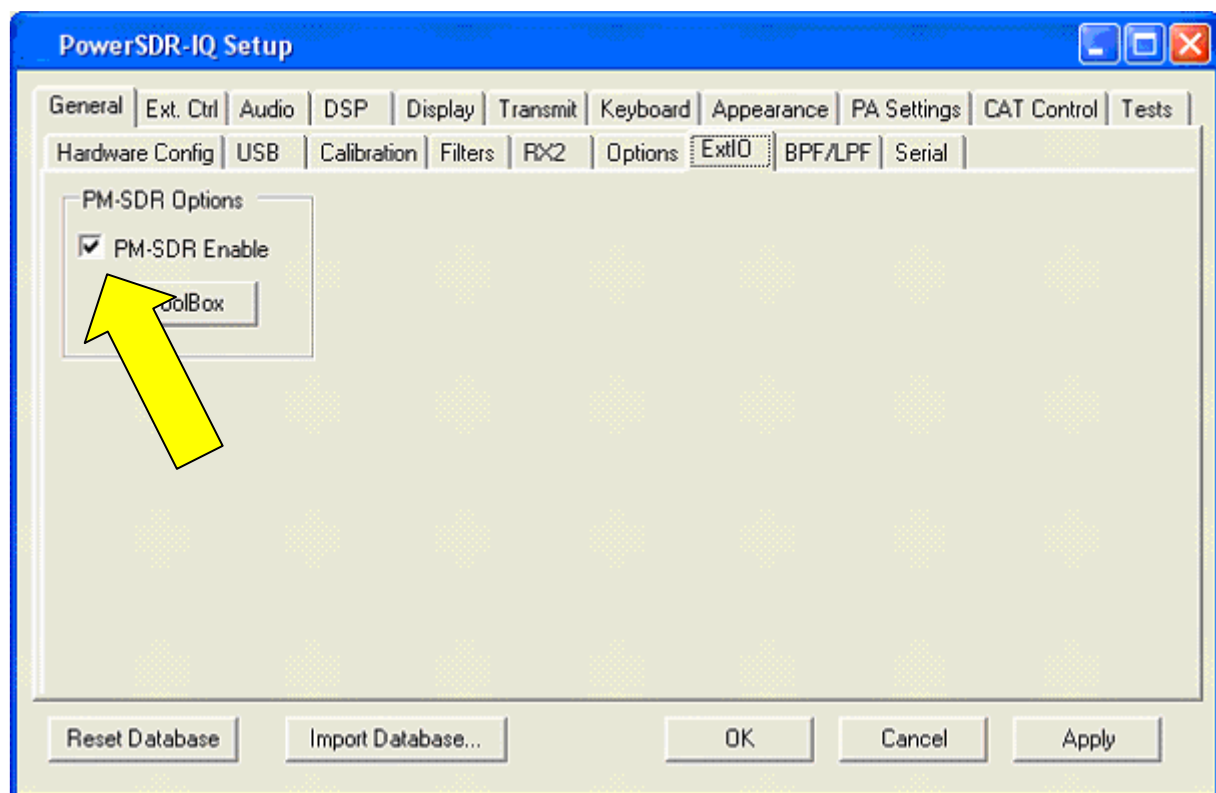 PowerSDR-IQ Setup
General Ext. Ctrl Audio DSP Display Transmit Keyboard Appearance PA Settings CAT Control Tests
Hardware Config USB Calibration Filters RX2 Options ExtIO BPF/LPF Serial
PM-SDR Options
PM-SDR Enable
oolBox
Reset Database Import Database... OK Cancel Apply